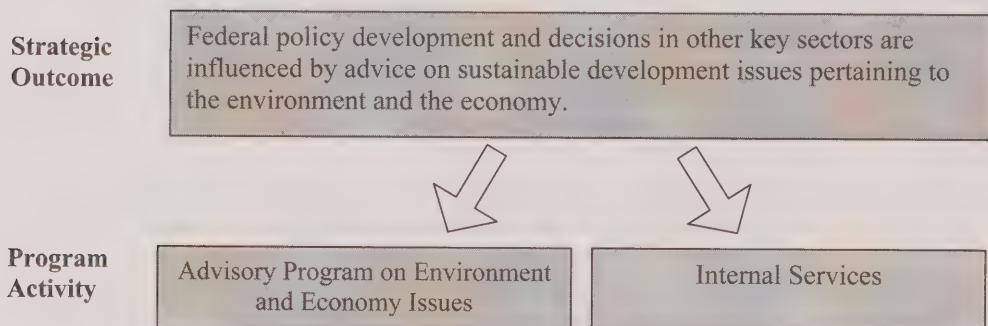 Strategic
Outcome
Federal policy development and decisions in other key sectors are
influenced by advice on sustainable development issues pertaining to
the environment and the economy.
Program
Activity
Advisory Program on Environment
and Economy Issues
Internal Services